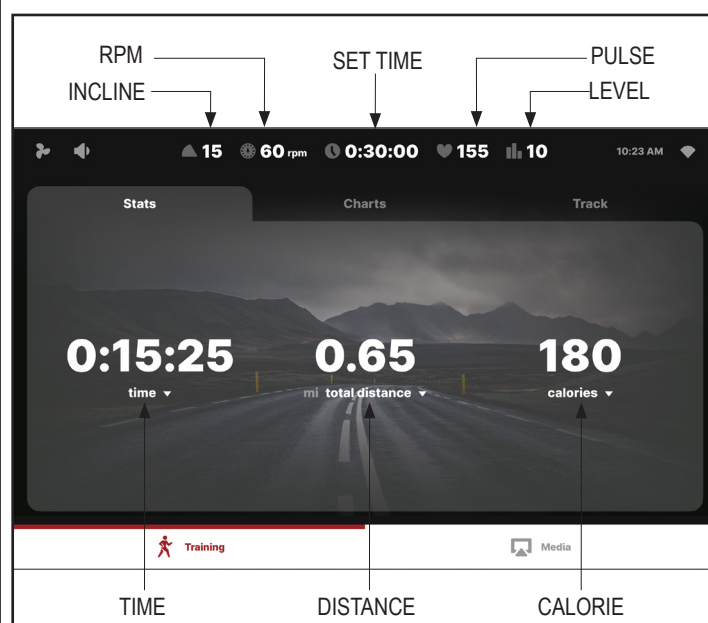 RPM SET TIME PULSE
INCLINE LEVEL
15 60 rpm 0:30:00 155 10 10:23 AM
Stats Charts Track
0:15:25 0.65 180
time mi total distance calories
Training Media
TIME DISTANCE CALORIE